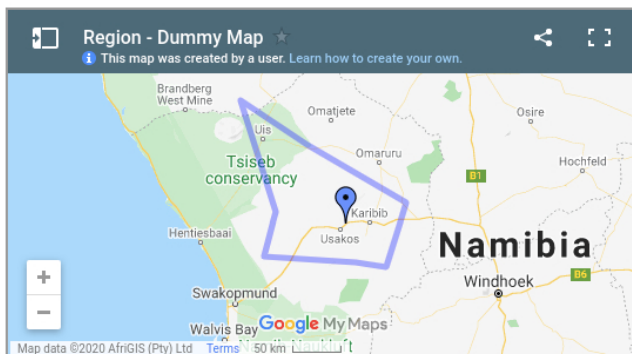 Region - Dummy Map
This map was created by a user. Learn how to create your own.
Brandberg
West Mine
Omatjete
Osire
Uis
Omaruru
Tsiseb
conservancy
B1
Hochfeld
Karibib
Hentiesbaai
Usakos
Namibia
B6
Windhoek
Swakopmund
Google My Maps
Walvis Bay
Map data ©2020 AfriGIS (Pty) Ltd Terms 50 km